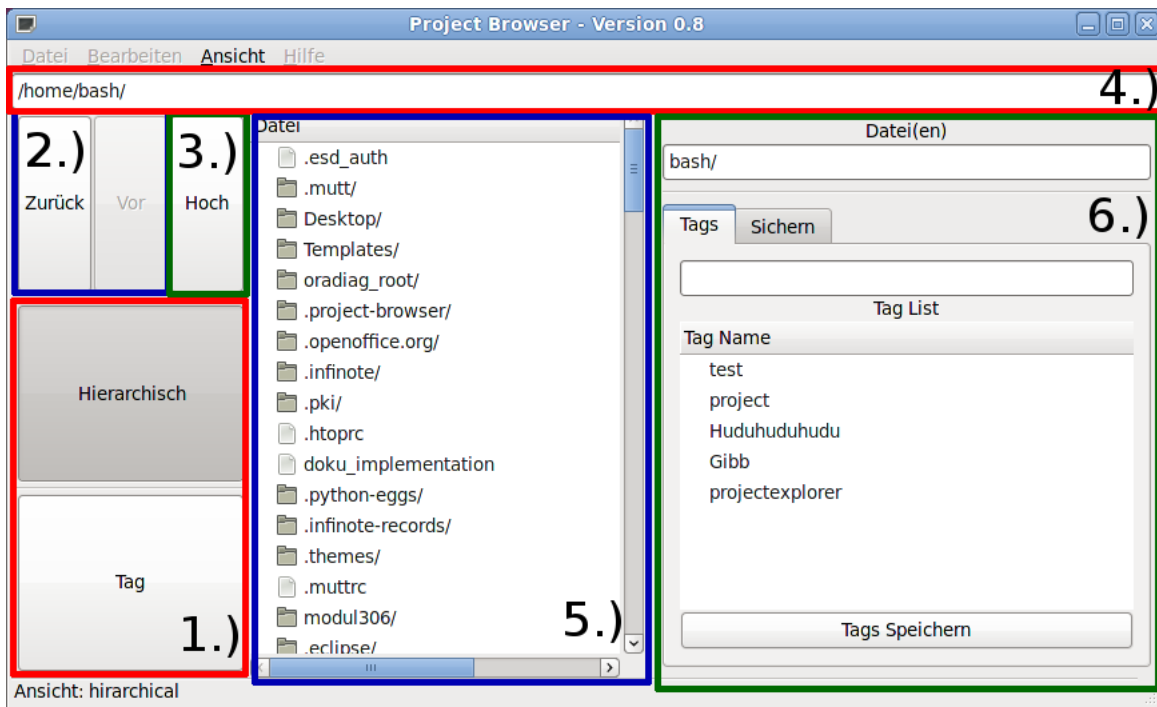 Project Browser - Version 0.8
Datei Bearbeiten Ansicht Hilfe
/home/bash/
4.)
2.)
Zurück
Vor
3.)
Hoch
Hierarchisch
Tag
1.)
Datei
.esd_auth
.mutt/
Desktop/
Templates/
oradiag_root/
.project-browser/
.openoffice.org/
.infinote/
.pki/
.htoprc
doku_implementation
.python-eggs/
.infinote-records/
.themes/
.muttrc
modul306/
.eclipse/
5.)
Datei(en)
bash/
6.)
Tags
Sichern
Tag List
Tag Name
test
project
Huduhuduhudu
Gibb
projectexplorer
Tags Speichern
Ansicht: hirarchical